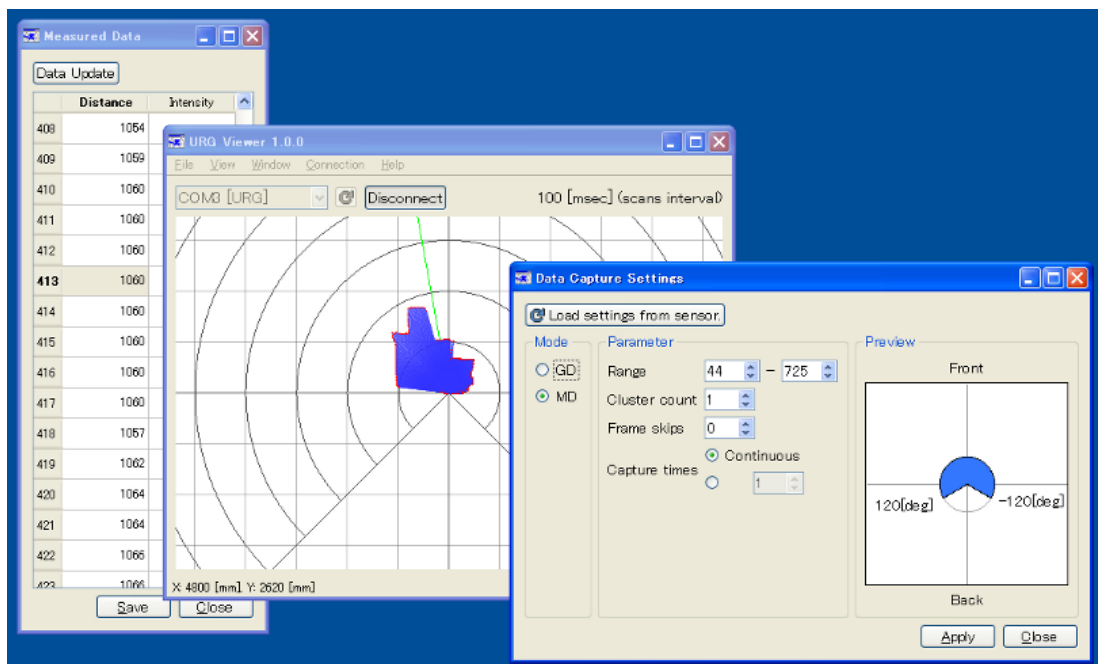 Measured Data
Data Update
Distance Intensity
408 1054
409 1059
410 1060
411 1060
412 1060
413 1060
414 1060
415 1060
416 1060
417 1060
418 1057
419 1062
420 1064
421 1064
422 1065
423 1066
Save Close
URG Viewer 1.0.0
File View Window Connection Help
COM3 [URG] Disconnect 100 [msec] (scans interval)
X: 4800 [mm], Y: 2620 [mm]
Data Capture Settings
Load settings from sensor.
Mode
GD
MD
Parameter
Range 44 - 725
Cluster count 1
Frame skips 0
Capture times Continuous
1
Preview
Front
120[deg] -120[deg]
Back
Apply Close